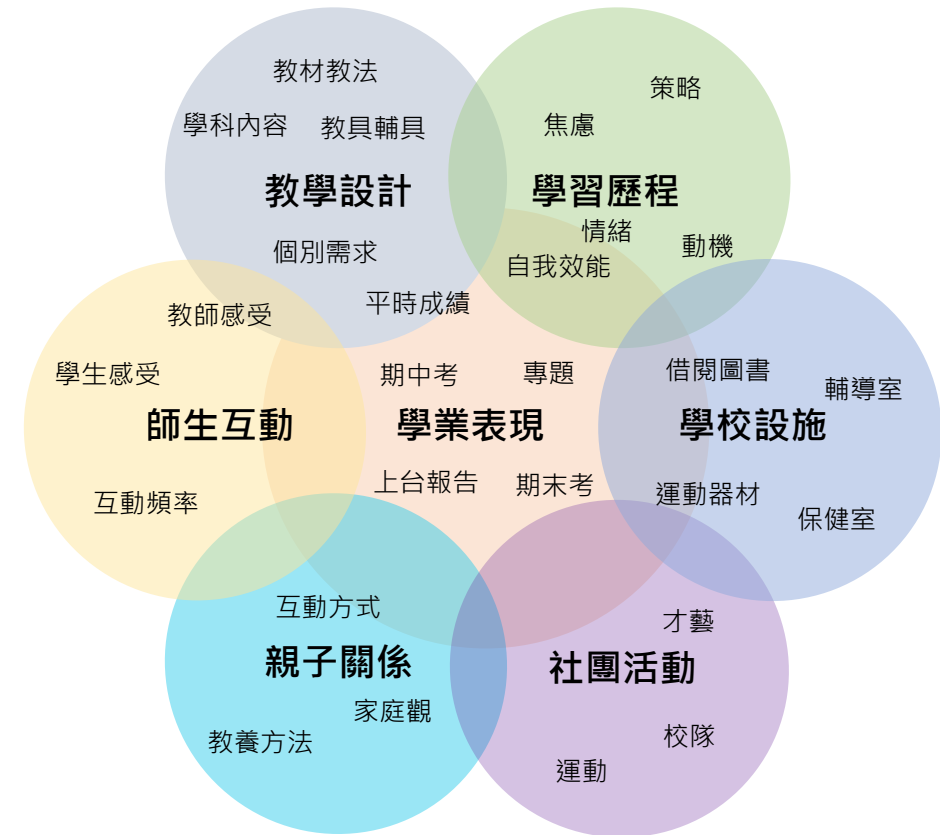 教材教法
學科內容
教具輔具
教學設計
個別需求
平時成績
策略
焦慮
學習歷程
情緒
自我效能
動機
教師感受
學生感受
師生互動
互動頻率
期中考
專題
學業表現
上台報告
期末考
借閱圖書
輔導室
學校設施
運動器材
保健室
互動方式
親子關係
家庭觀
教養方法
才藝
社團活動
校隊
運動